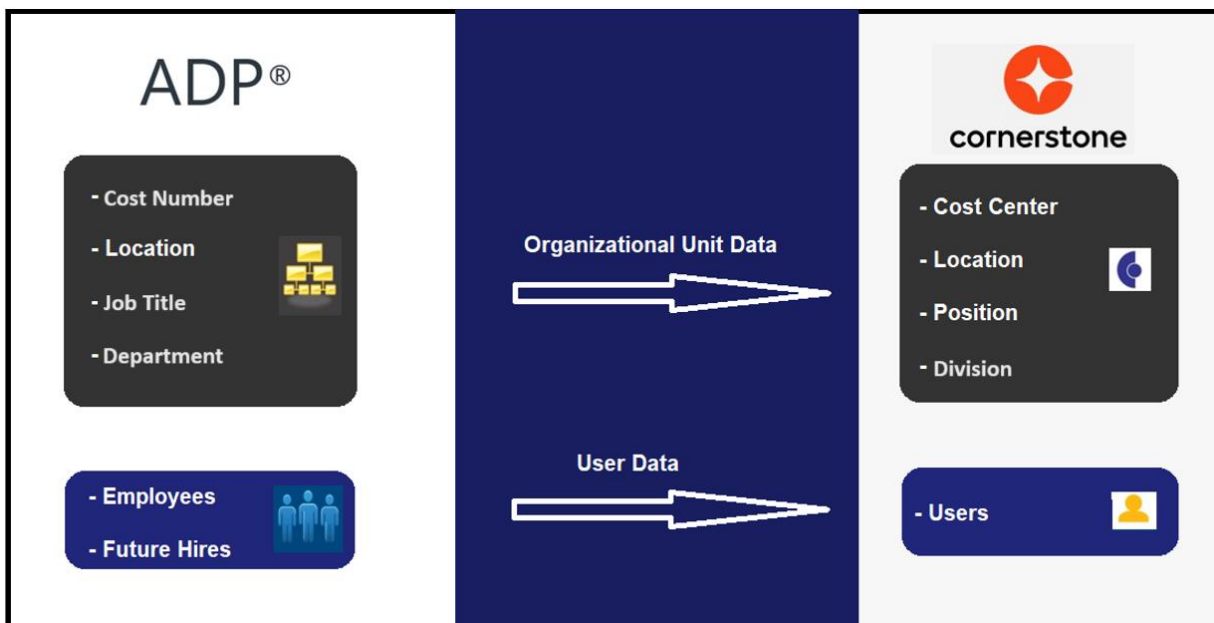 ADP®
- Cost Number
- Location
- Job Title
- Department
- Employees
- Future Hires
Organizational Unit Data
User Data
cornerstone
- Cost Center
- Location
- Position
- Division
- Users